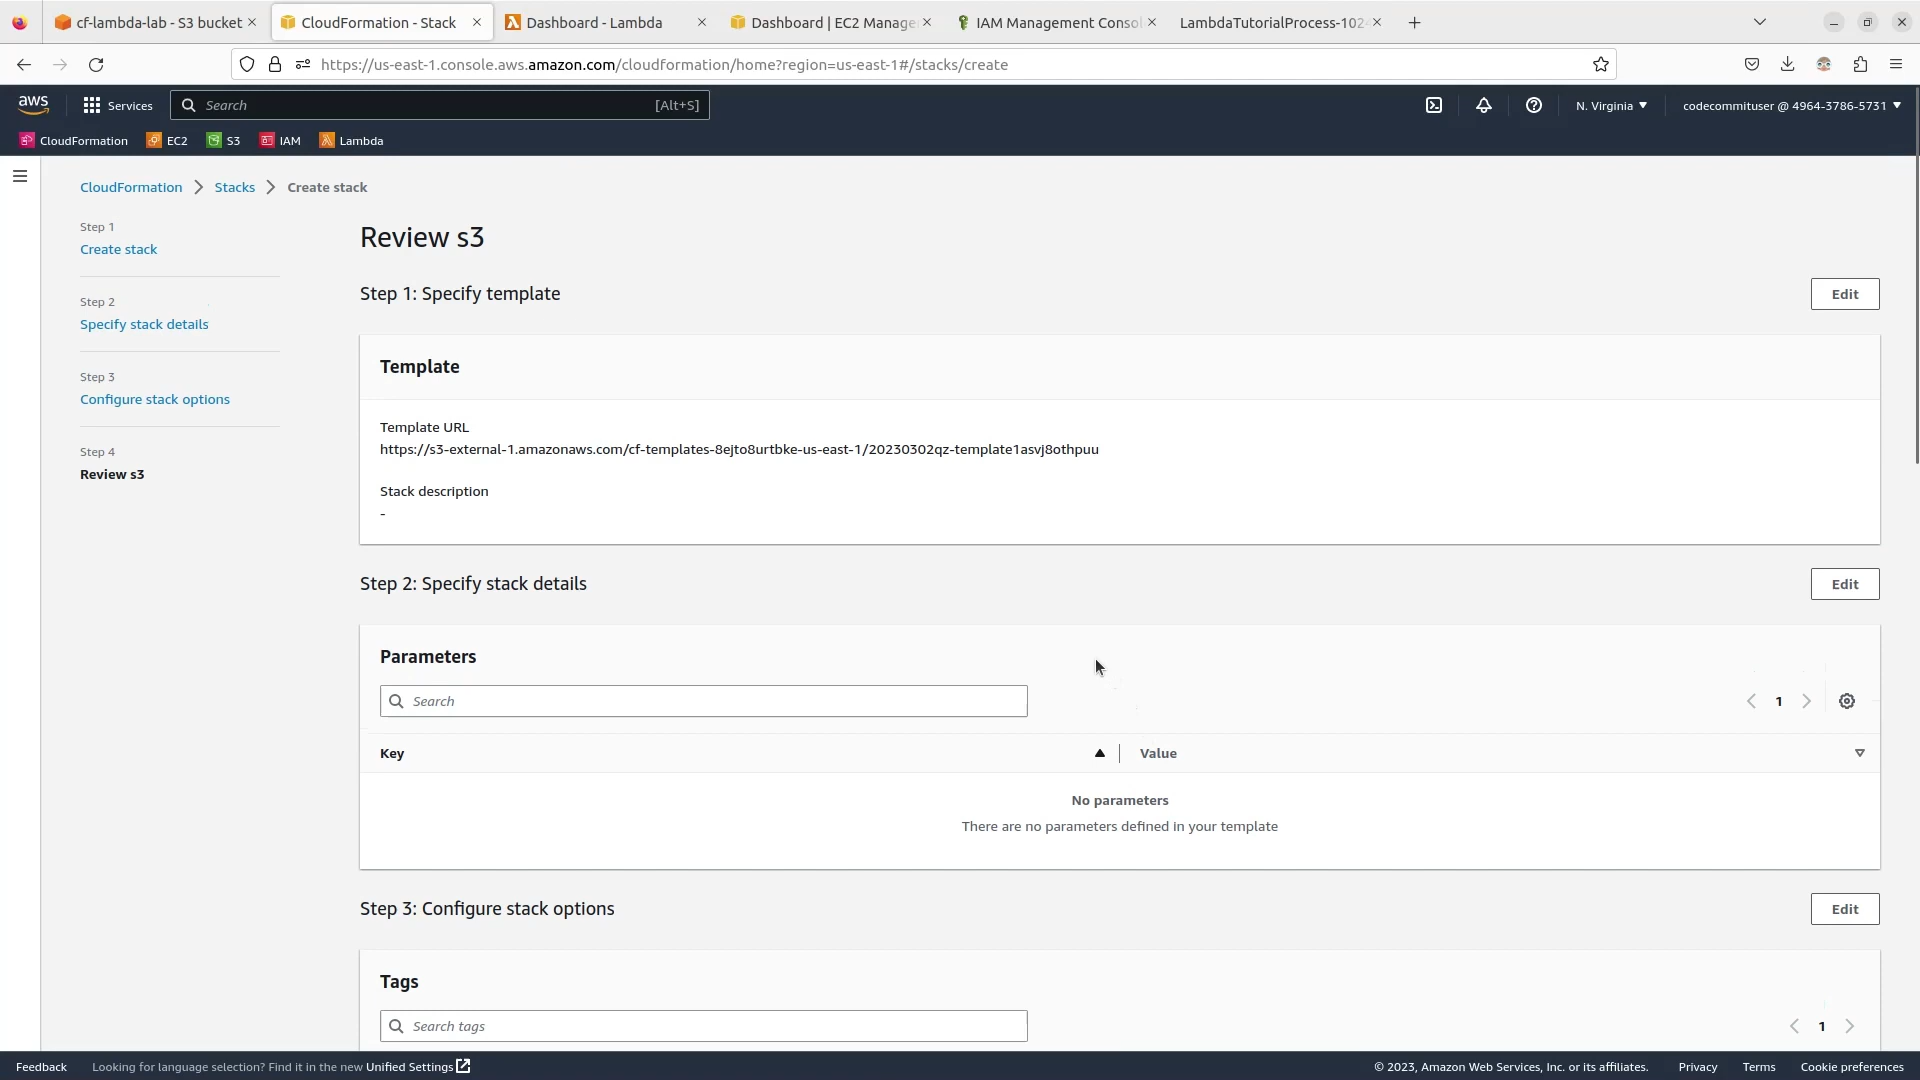 cf-lambda-lab - S3 bucket
CloudFormation - Stack
Dashboard - Lambda
Dashboard | EC2 Manage
IAM Management Consol
LambdaTutorialProcess-102
https://us-east-1.console.aws.amazon.com/cloudformation/home?region=us-east-1#/stacks/create
aws
Services
Search
[Alt+S]
N. Virginia
codecommituser @ 4964-3786-5731
CloudFormation
EC2
S3
IAM
Lambda
CloudFormation
Stacks
Create stack
Step 1
Create stack
Step 2
Specify stack details
Step 3
Configure stack options
Step 4
Review s3
Review s3
Step 1: Specify template
Edit
Template
Template URL
https://s3-external-1.amazonaws.com/cf-templates-8ejto8urtbke-us-east-1/20230302qz-template1asvj8othpuu
Stack description
-
Step 2: Specify stack details
Edit
Parameters
Search
1
Key
Value
No parameters
There are no parameters defined in your template
Step 3: Configure stack options
Edit
Tags
Search tags
1
Feedback
Looking for language selection? Find it in the new Unified Settings
© 2023, Amazon Web Services, Inc. or its affiliates.
Privacy
Terms
Cookie preferences